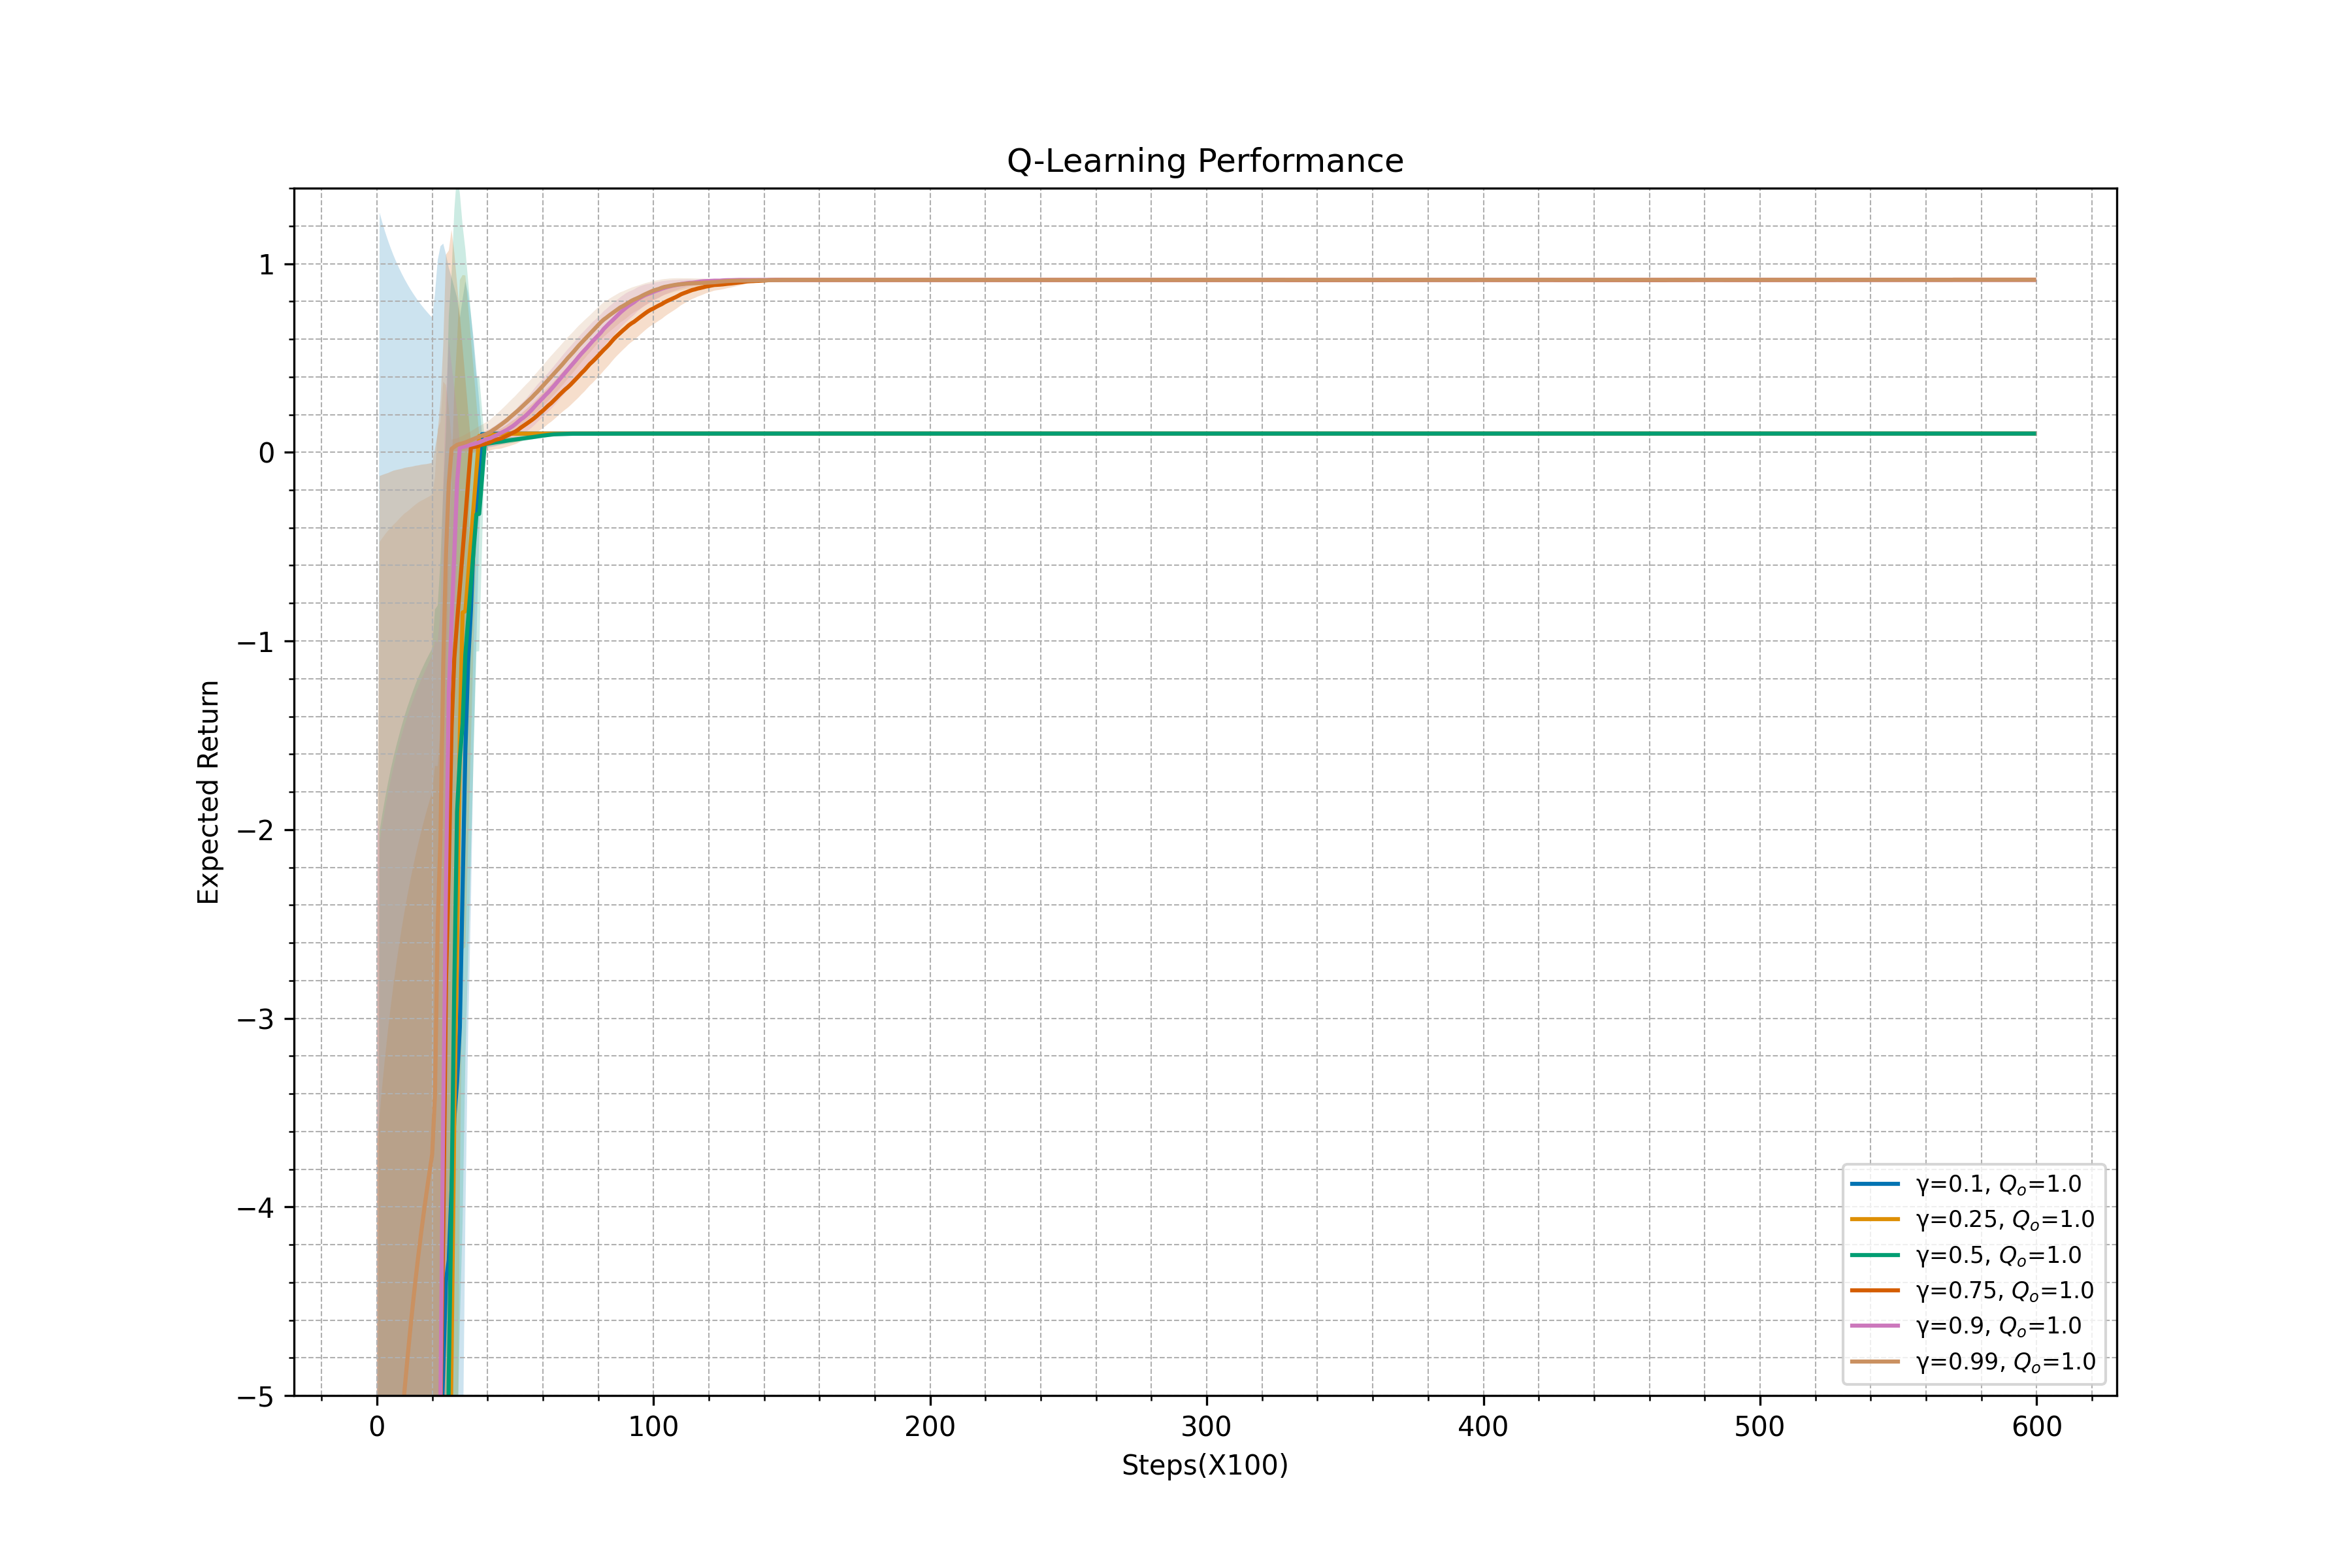 Q-Learning Performance
Expected Return
1
0
−1
−2
−3
−4
−5
0 100 200 300 400 500 600
Steps(X100)
γ=0.1, Qₒ=1.0
γ=0.25, Qₒ=1.0
γ=0.5, Qₒ=1.0
γ=0.75, Qₒ=1.0
γ=0.9, Qₒ=1.0
γ=0.99, Qₒ=1.0